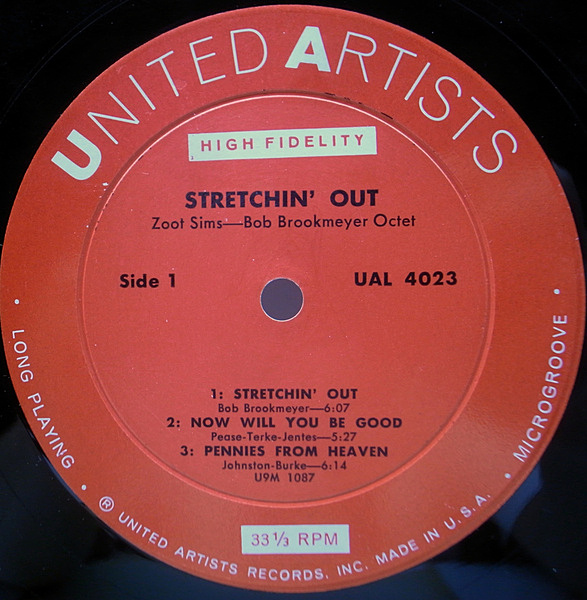 UNITED ARTISTS
HIGH FIDELITY
STRETCHIN' OUT
Zoot Sims—Bob Brookmeyer Octet
Side 1
UAL 4023
1: STRETCHIN' OUT
Bob Brookmeyer—6:07
2: NOW WILL YOU BE GOOD
Pease-Terke-Jentes—5:27
3: PENNIES FROM HEAVEN
Johnston-Burke—6:14
U9M 1087
• LONG PLAYING •
® UNITED ARTISTS RECORDS, INC. MADE IN U.S.A.
• MICROGROOVE •
33⅓ RPM